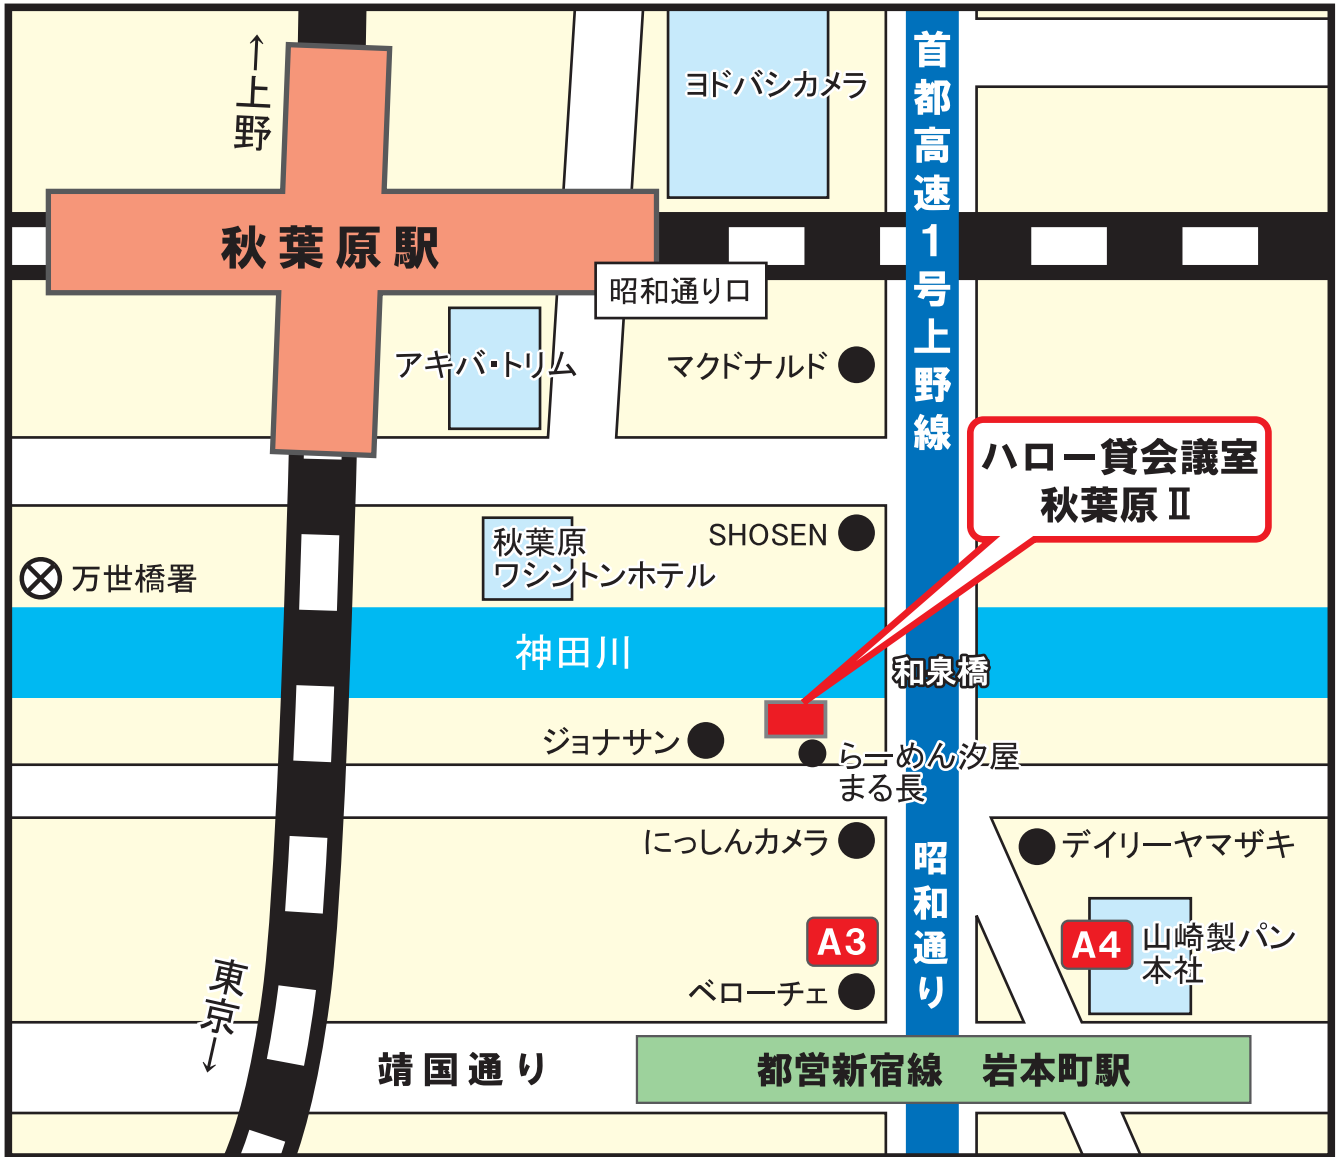 ↑上野
ヨドバシカメラ
首都高速1号上野線
秋葉原駅
昭和通り口
アキバ・トリム
マクドナルド
ハロー貸会議室
秋葉原Ⅱ
SHOSEN
秋葉原
ワシントンホテル
万世橋署
神田川
和泉橋
ジョナサン
らーめん汐屋
まる長
にっしんカメラ
昭和通り
デイリーヤマザキ
A3
A4
山崎製パン
本社
ベローチェ
東京↓
靖国通り
都営新宿線 岩本町駅